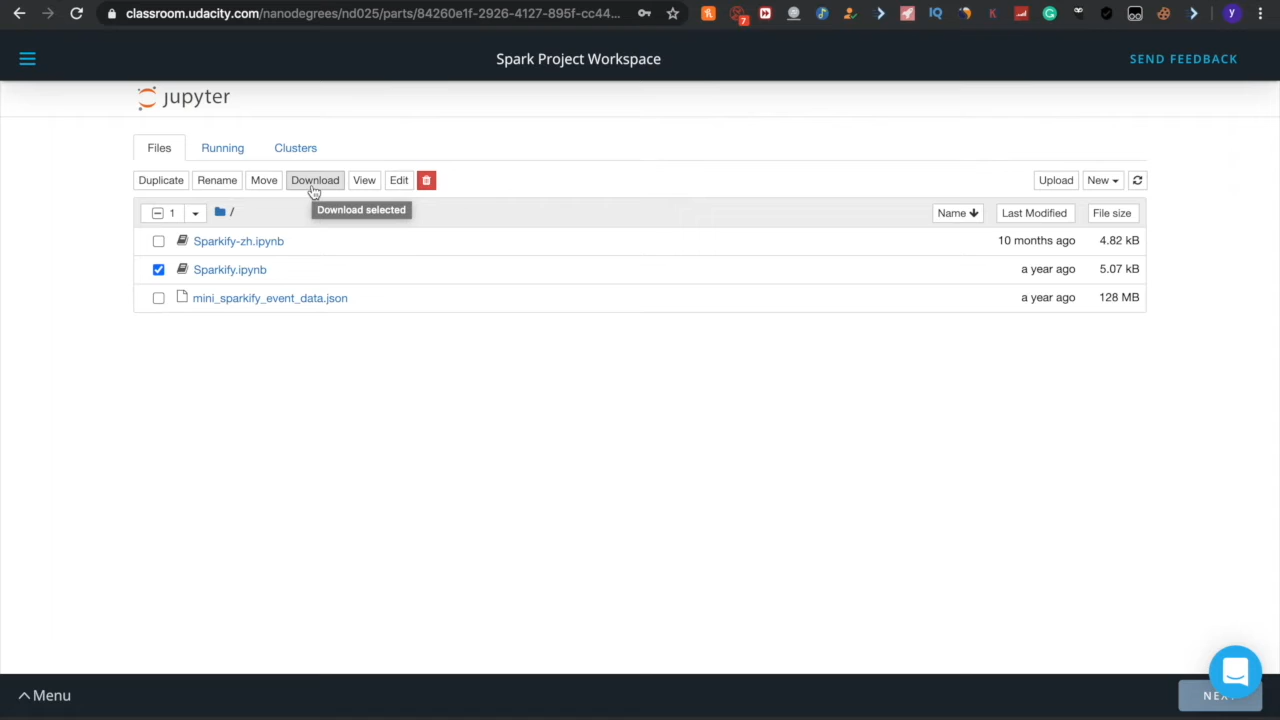 classroom.udacity.com/nanodegrees/nd025/parts/84260e1f-2926-4127-895f-cc44...
7
IQ
K
y
Spark Project Workspace
SEND FEEDBACK
jupyter
Files Running Clusters
Duplicate Rename Move Download View Edit Upload New
Download selected
1 / Name Last Modified File size
Sparkify-zh.ipynb 10 months ago 4.82 kB
Sparkify.ipynb a year ago 5.07 kB
mini_sparkify_event_data.json a year ago 128 MB
Menu